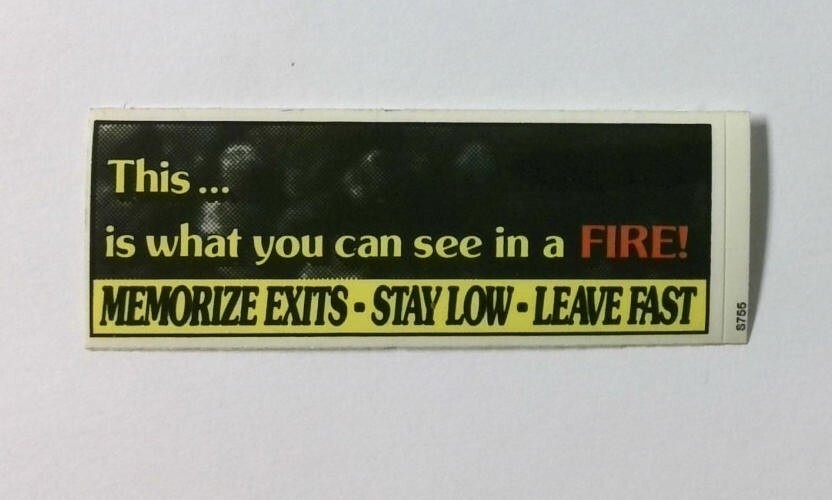 This ...
is what you can see in a FIRE!
MEMORIZE EXITS • STAY LOW • LEAVE FAST
S755